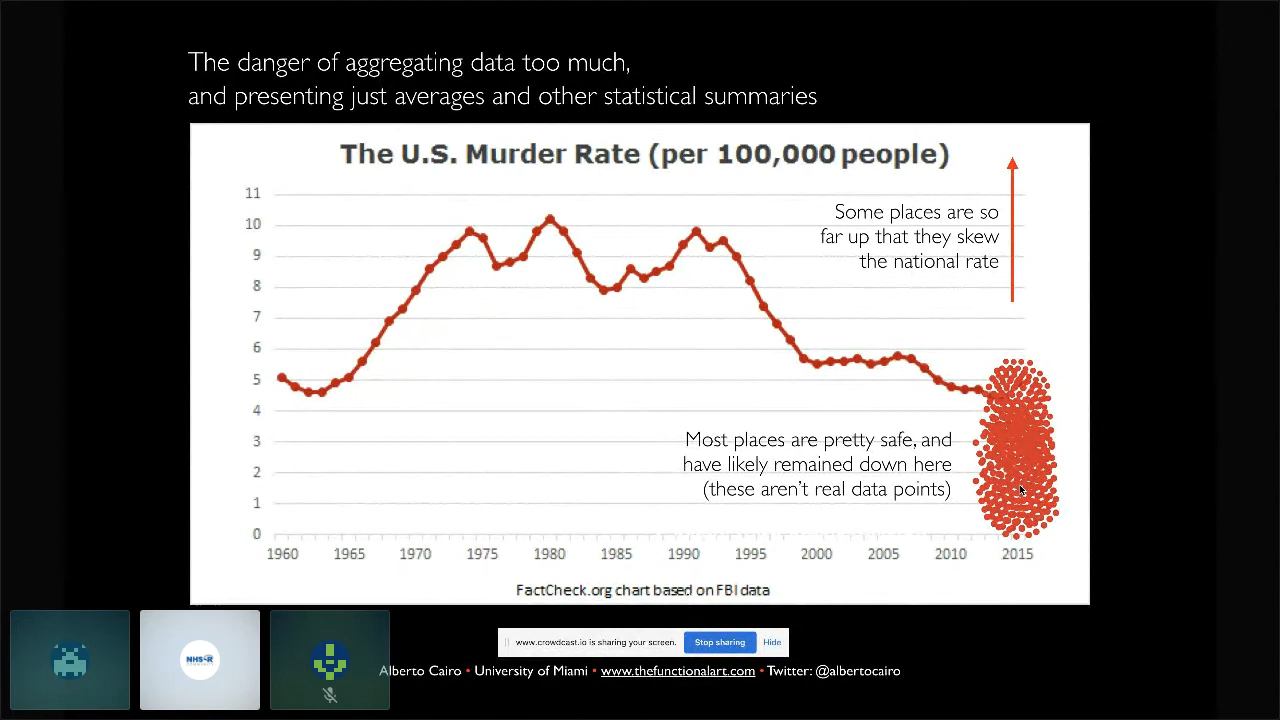 The danger of aggregating data too much,
and presenting just averages and other statistical summaries
The U.S. Murder Rate (per 100,000 people)
11
10
9
8
7
6
5
4
3
2
1
0
Some places are so
far up that they skew
the national rate
Most places are pretty safe, and
have likely remained down here
(these aren't real data points)
1960 1965 1970 1975 1980 1985 1990 1995 2000 2005 2010 2015
FactCheck.org chart based on FBI data
www.crowdcast.io is sharing your screen. Stop sharing Hide
NHS-R
COMMUNITY
Alberto Cairo • University of Miami • www.thefunctionalart.com • Twitter: @albertocairo